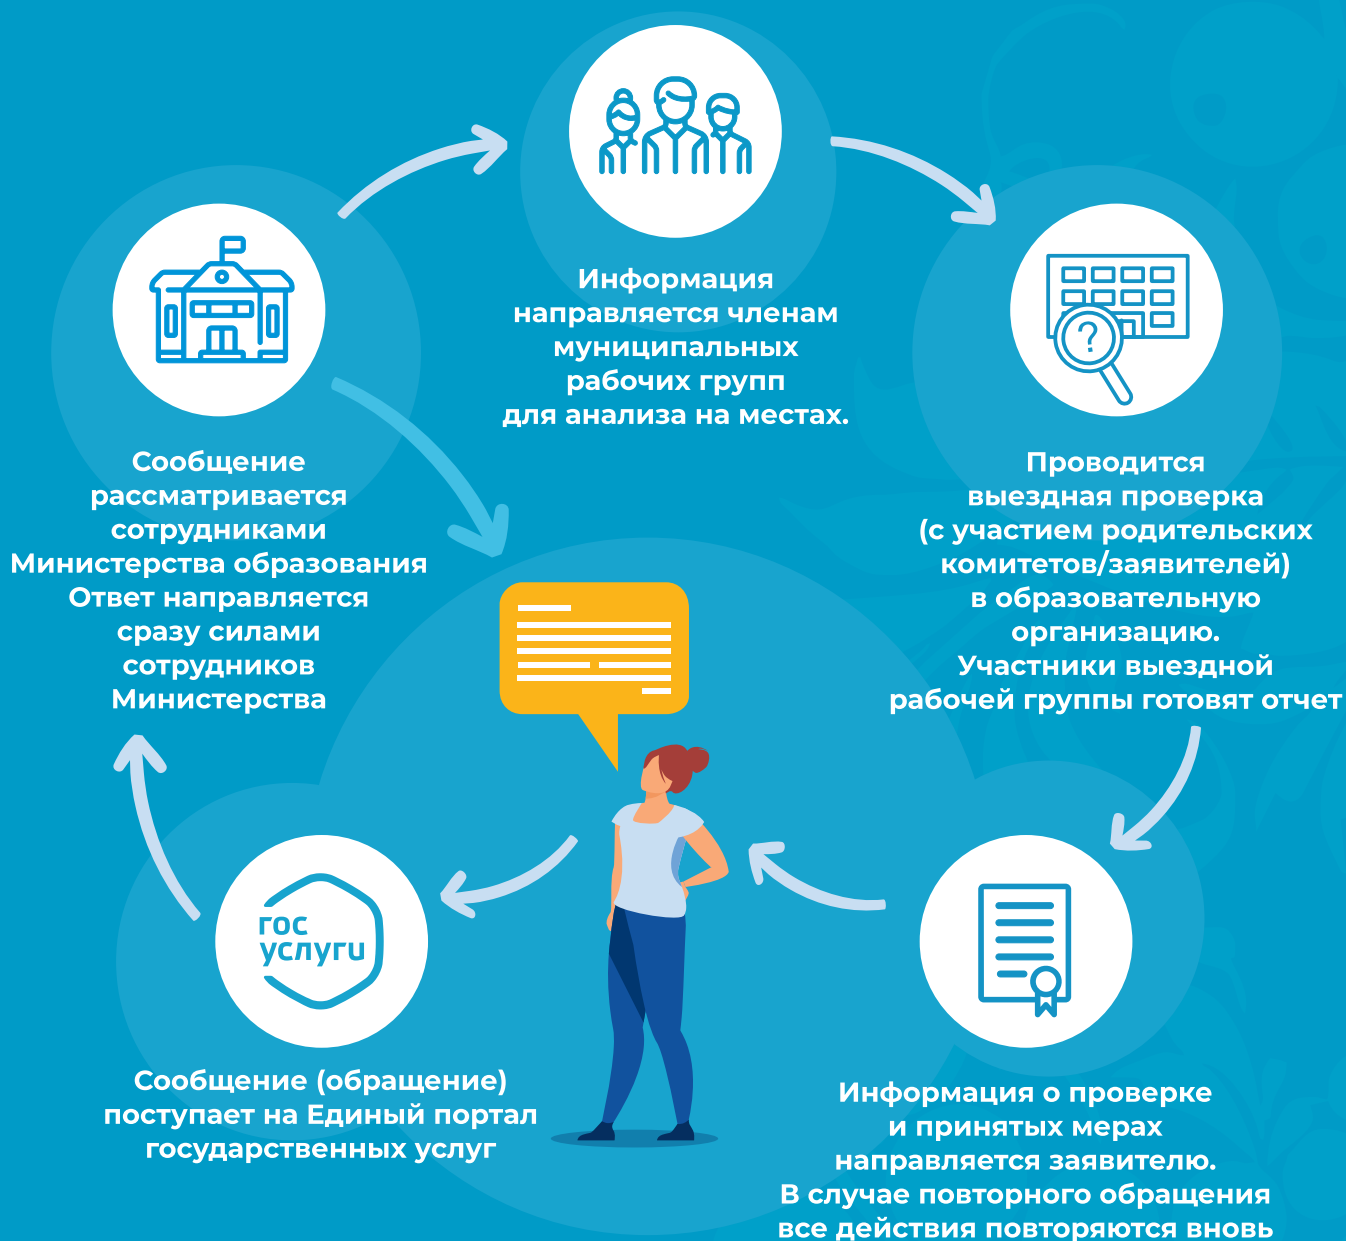 Информация
направляется членам
муниципальных
рабочих групп
для анализа на местах.
?
Сообщение
рассматривается
сотрудниками
Министерства образования
Ответ направляется
сразу силами
сотрудников
Министерства
Проводится
выездная проверка
(с участием родительских
комитетов/заявителей)
в образовательную
организацию.
Участники выездной
рабочей группы готовят отчет
гос
услуги
Сообщение (обращение)
поступает на Единый портал
государственных услуг
Информация о проверке
и принятых мерах
направляется заявителю.
В случае повторного обращения
все действия повторяются вновь